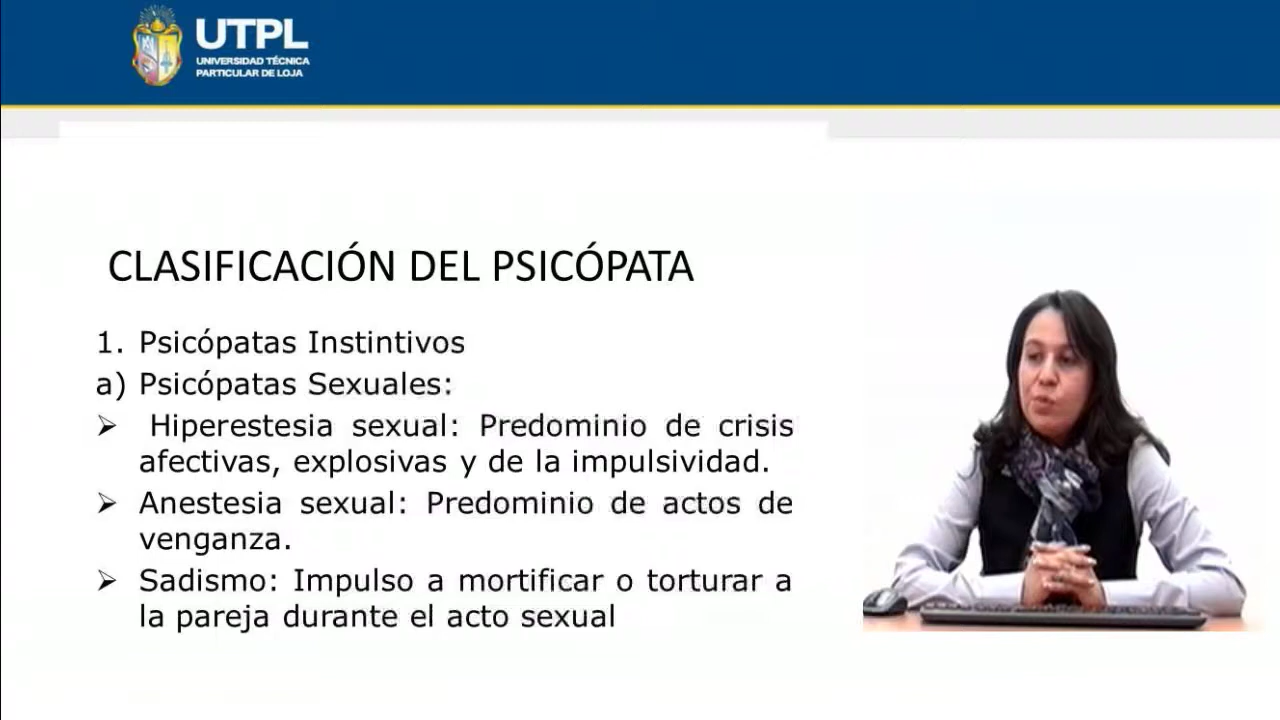 UTPL
UNIVERSIDAD TÉCNICA
PARTICULAR DE LOJA
CLASIFICACIÓN DEL PSICÓPATA
1. Psicópatas Instintivos
a) Psicópatas Sexuales:
➢ Hiperestesia sexual: Predominio de crisis
afectivas, explosivas y de la impulsividad.
➢ Anestesia sexual: Predominio de actos de
venganza.
➢ Sadismo: Impulso a mortificar o torturar a
la pareja durante el acto sexual